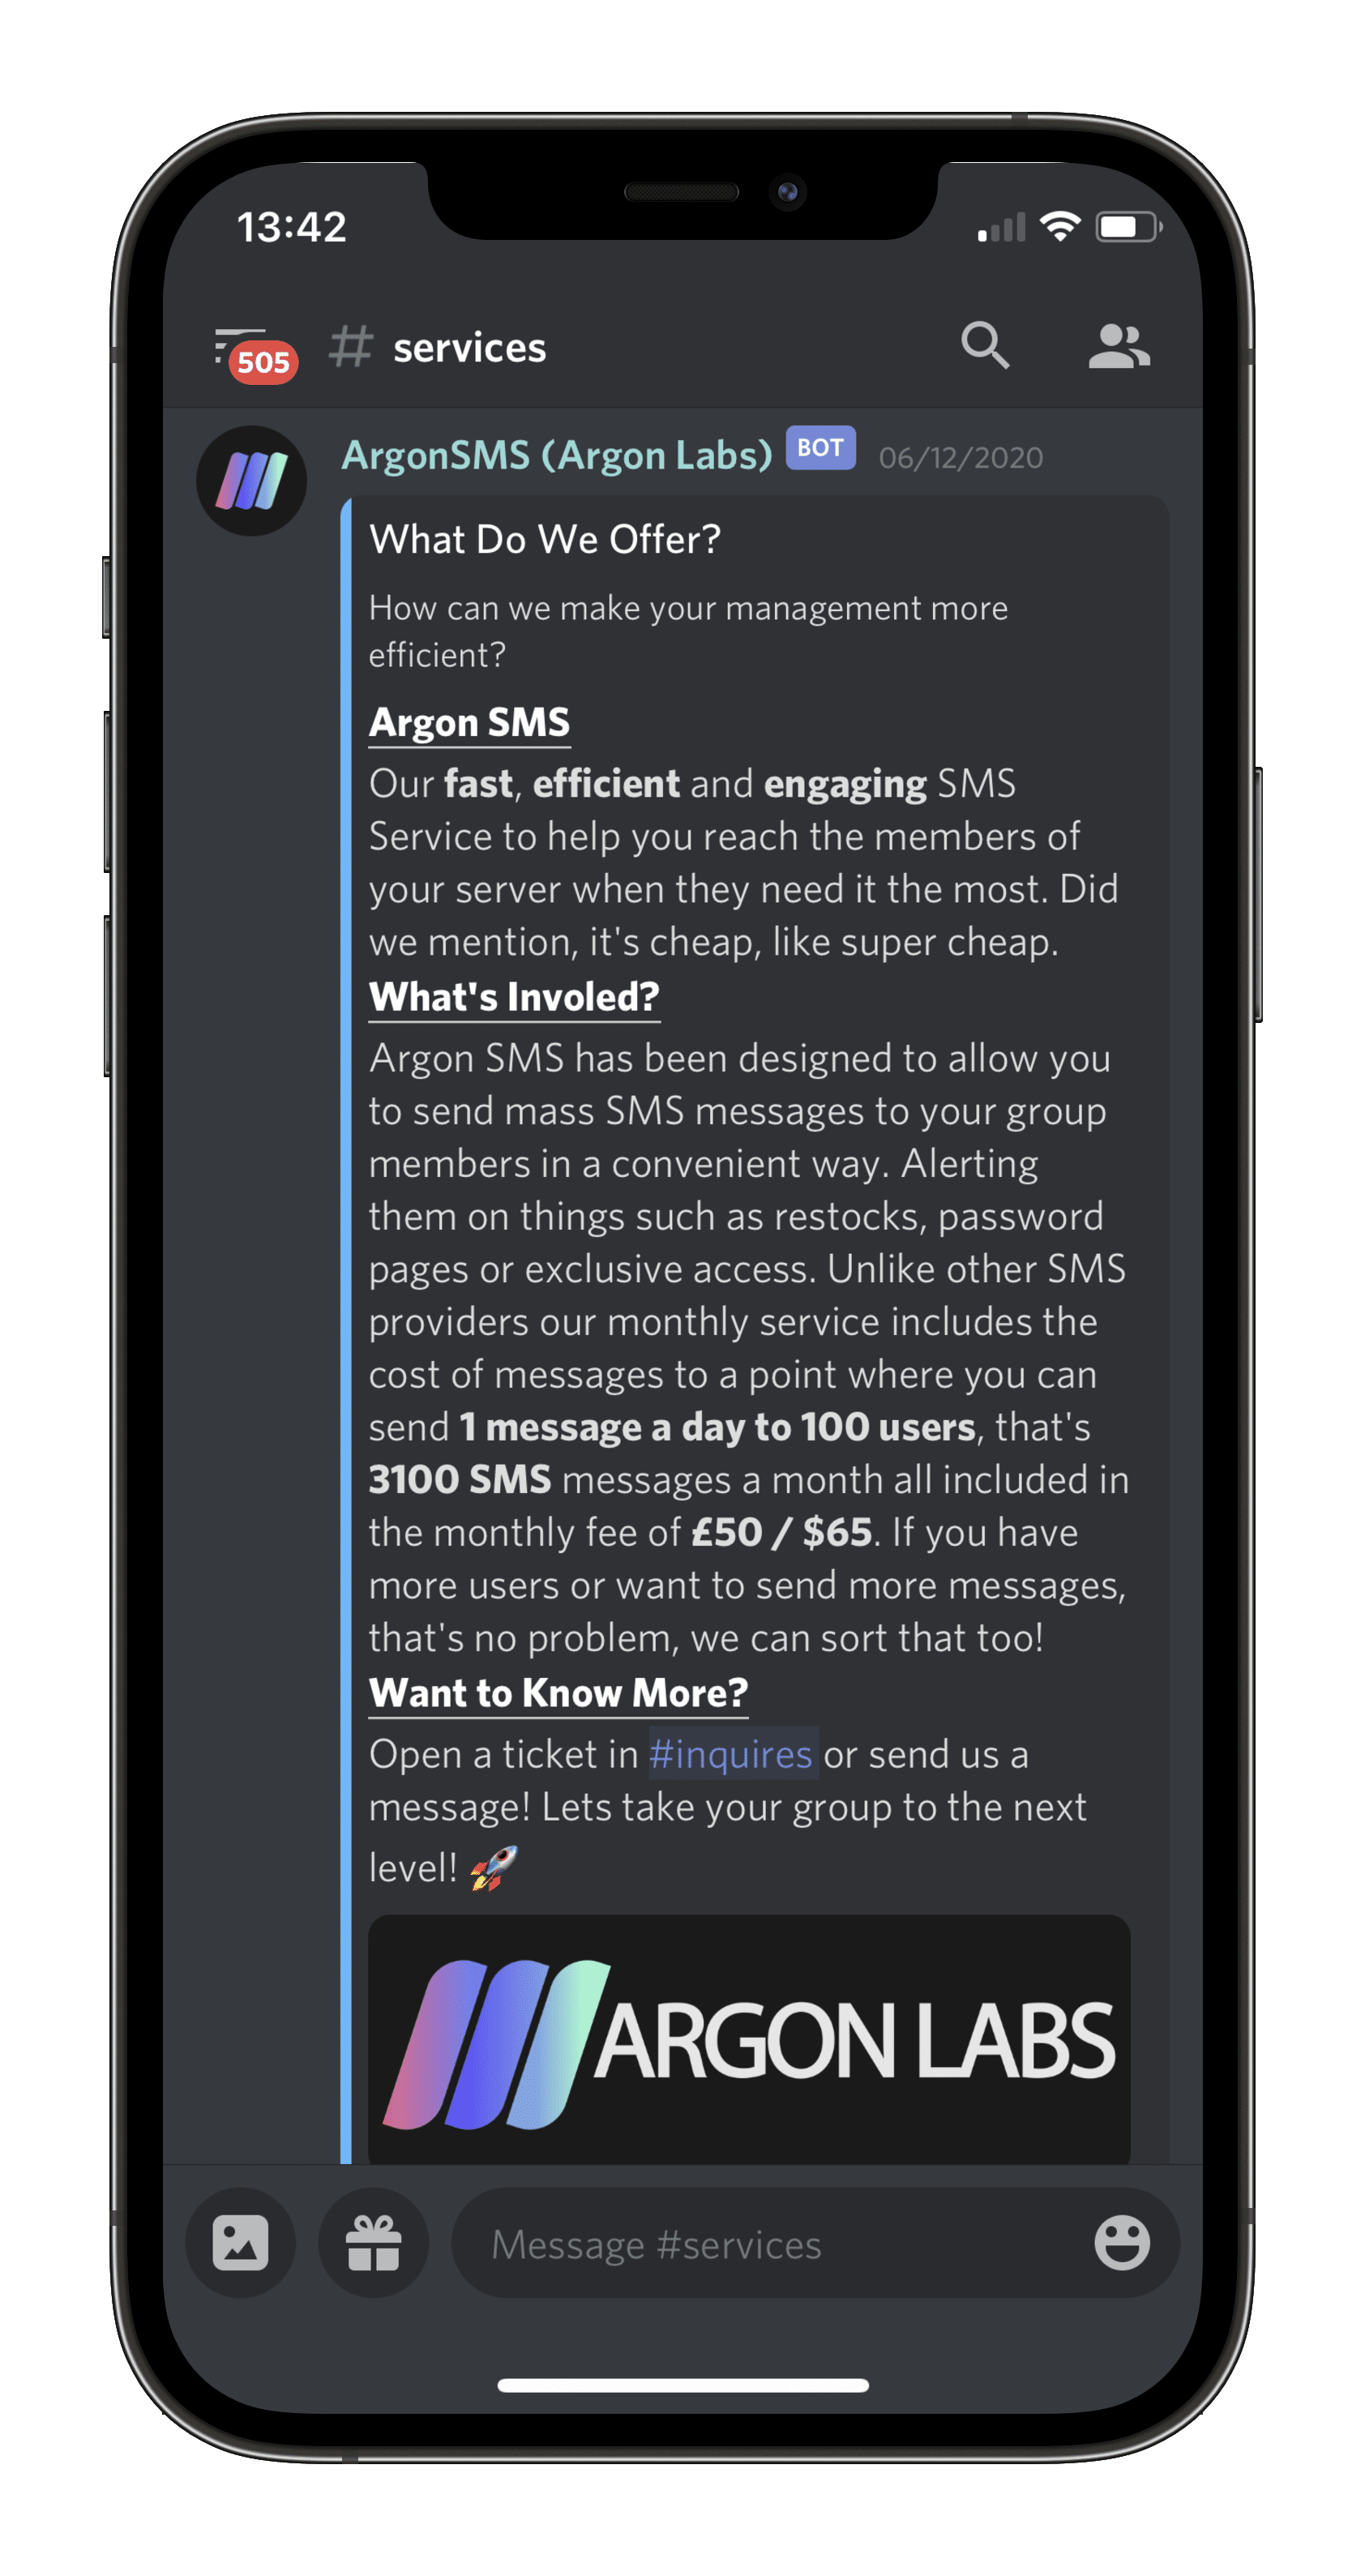 13:42
505
# services
ArgonSMS (Argon Labs) BOT 06/12/2020
What Do We Offer?
How can we make your management more
efficient?
Argon SMS
Our fast, efficient and engaging SMS
Service to help you reach the members of
your server when they need it the most. Did
we mention, it's cheap, like super cheap.
What's Involed?
Argon SMS has been designed to allow you
to send mass SMS messages to your group
members in a convenient way. Alerting
them on things such as restocks, password
pages or exclusive access. Unlike other SMS
providers our monthly service includes the
cost of messages to a point where you can
send 1 message a day to 100 users, that's
3100 SMS messages a month all included in
the monthly fee of £50 / $65. If you have
more users or want to send more messages,
that's no problem, we can sort that too!
Want to Know More?
Open a ticket in #inquires or send us a
message! Lets take your group to the next
level! 🚀
ARGON LABS
Message #services